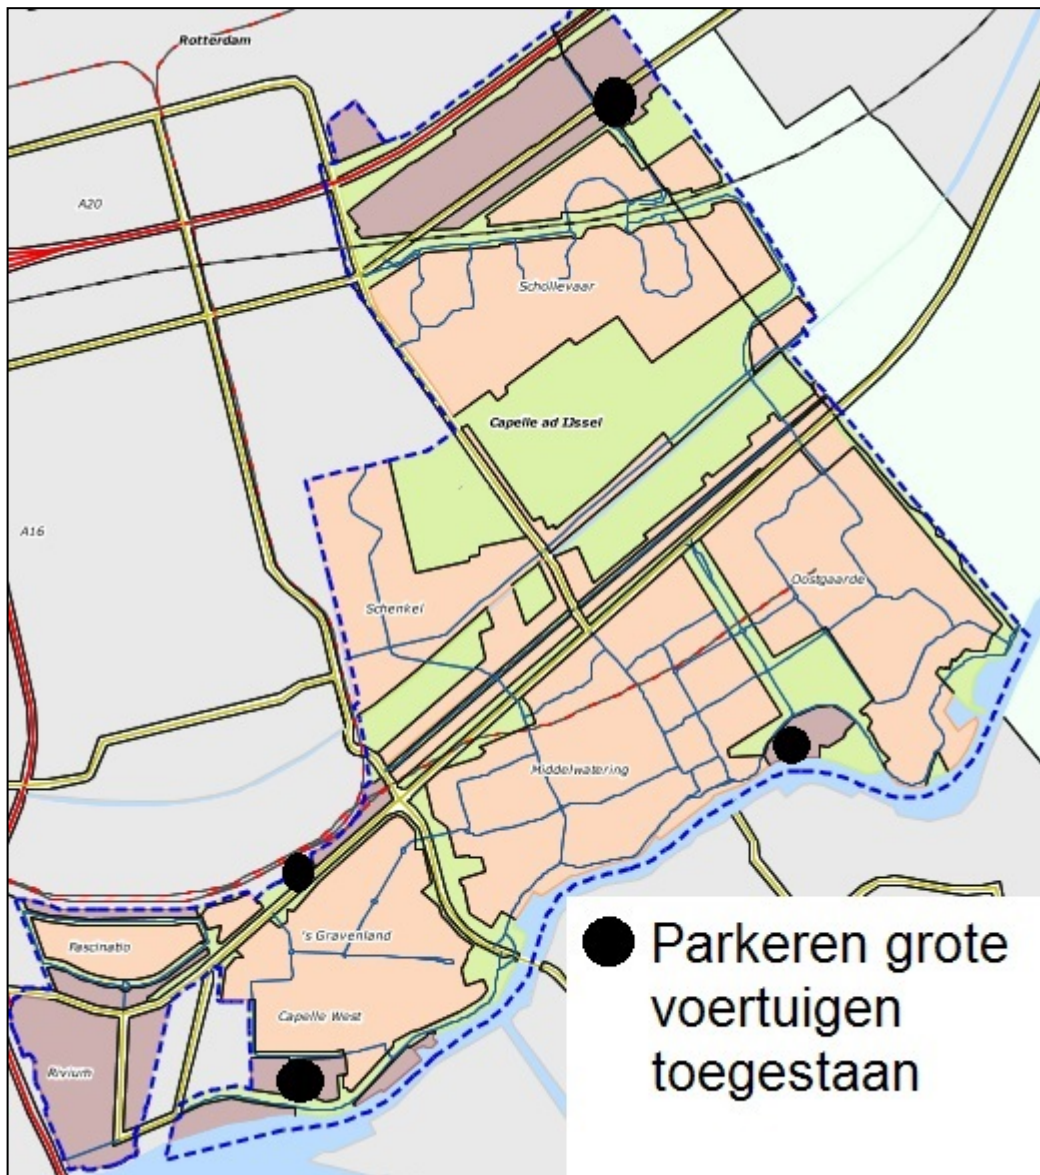 Rotterdam
A20
Schollevaar
Capelle ad IJssel
A16
Oostgaarde
Schenkel
Middelwatering
's Gravenland
Fascinatio
Capelle West
Rivium
Parkeren grote
voertuigen
toegestaan